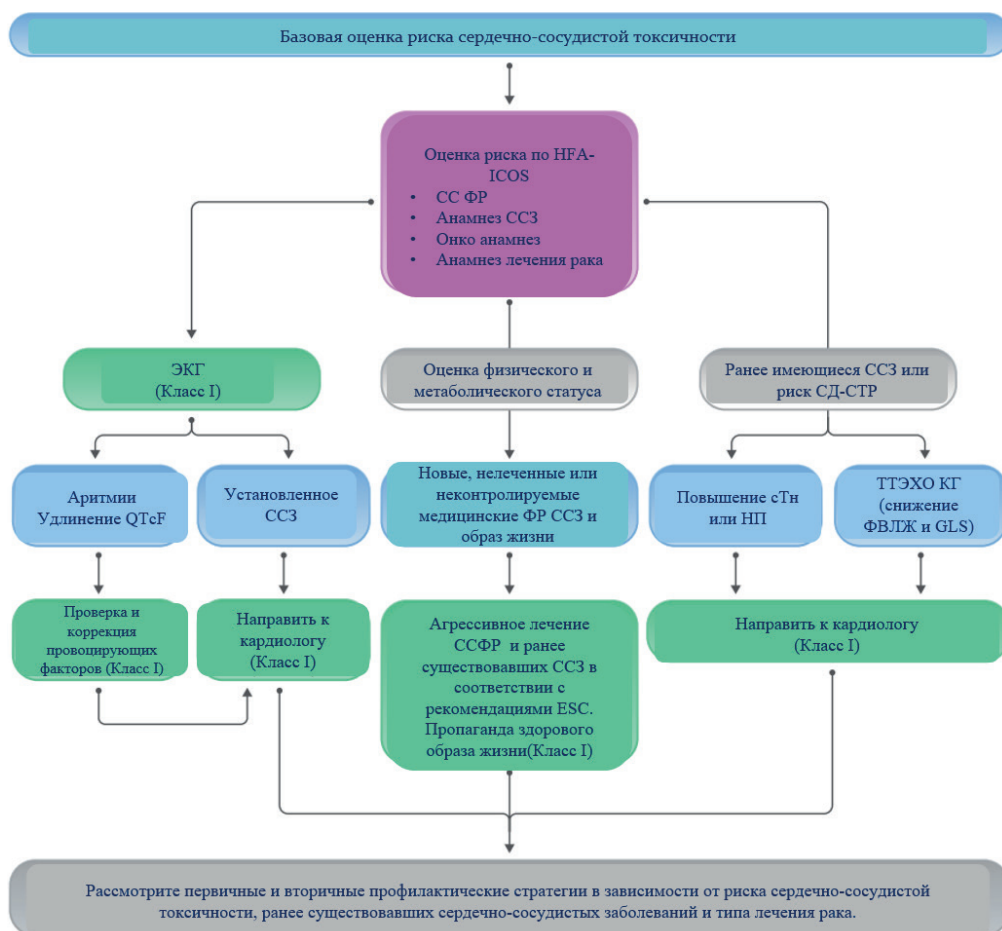 Базовая оценка риска сердечно-сосудистой токсичности
Оценка риска по HFA-
ICOS
• СС ФР
• Анамнез ССЗ
• Онко анамнез
• Анамнез лечения рака
ЭКГ
(Класс I)
Оценка физического и
метаболического статуса
Ранее имеющиеся ССЗ или
риск СД-СТР
Аритмии
Удлинение QTcF
Установленное
ССЗ
Новые, нелеченные или
неконтролируемые
медицинские ФР ССЗ и
образ жизни
Повышение сТн
или НП
ТТЭХО КГ
(снижение
ФВЛЖ и GLS)
Проверка и
коррекция
провоцирующих
факторов (Класс I)
Направить к
кардиологу
(Класс I)
Агрессивное лечение
ССФР и ранее
существовавших ССЗ в
соответствии с
рекомендациями ESC.
Пропаганда здорового
образа жизни(Класс I)
Направить к кардиологу
(Класс I)
Рассмотрите первичные и вторичные профилактические стратегии в зависимости от риска сердечно-сосудистой
токсичности, ранее существовавших сердечно-сосудистых заболеваний и типа лечения рака.